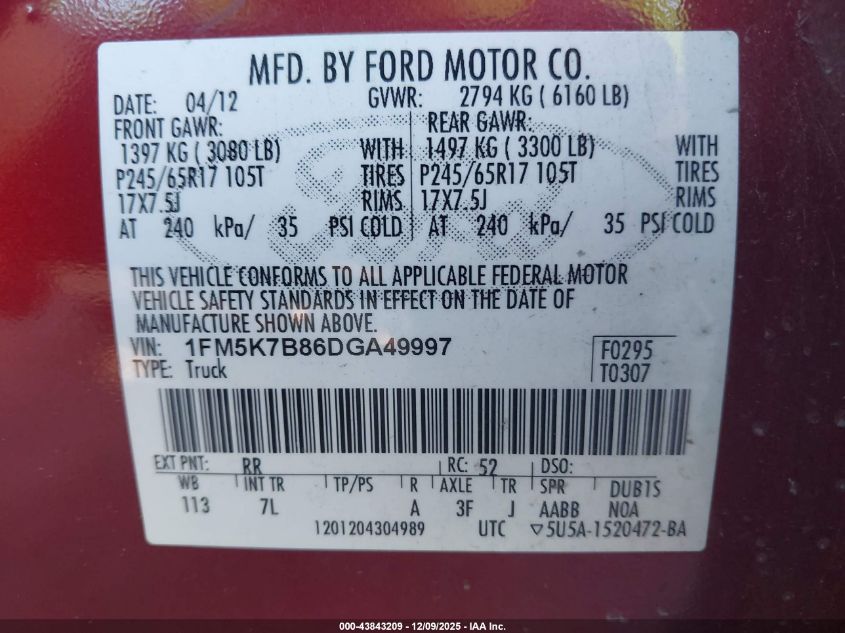 MFD. BY FORD MOTOR CO.
DATE: 04/12 GVWR: 2794 KG ( 6160 LB)
FRONT GAWR: REAR GAWR:
1397 KG ( 3080 LB) WITH 1497 KG ( 3300 LB) WITH
P245/65R17 105T TIRES P245/65R17 105T TIRES
17X7.5J RIMS 17X7.5J RIMS
AT 240 kPa/ 35 PSI COLD AT 240 kPa/ 35 PSI COLD
THIS VEHICLE CONFORMS TO ALL APPLICABLE FEDERAL MOTOR
VEHICLE SAFETY STANDARDS IN EFFECT ON THE DATE OF
MANUFACTURE SHOWN ABOVE.
VIN: 1FM5K7B86DGA49997 F0295
TYPE: Truck T0307
EXT PNT: RR RC: 52 DSO:
WB INT TR TP/PS R AXLE TR SPR DUB1S
113 7L A 3F J AABB N0A
1201204304989 UTC ▽5U5A-1520472-BA
000-43843209 - 12/09/2025 - IAA Inc.